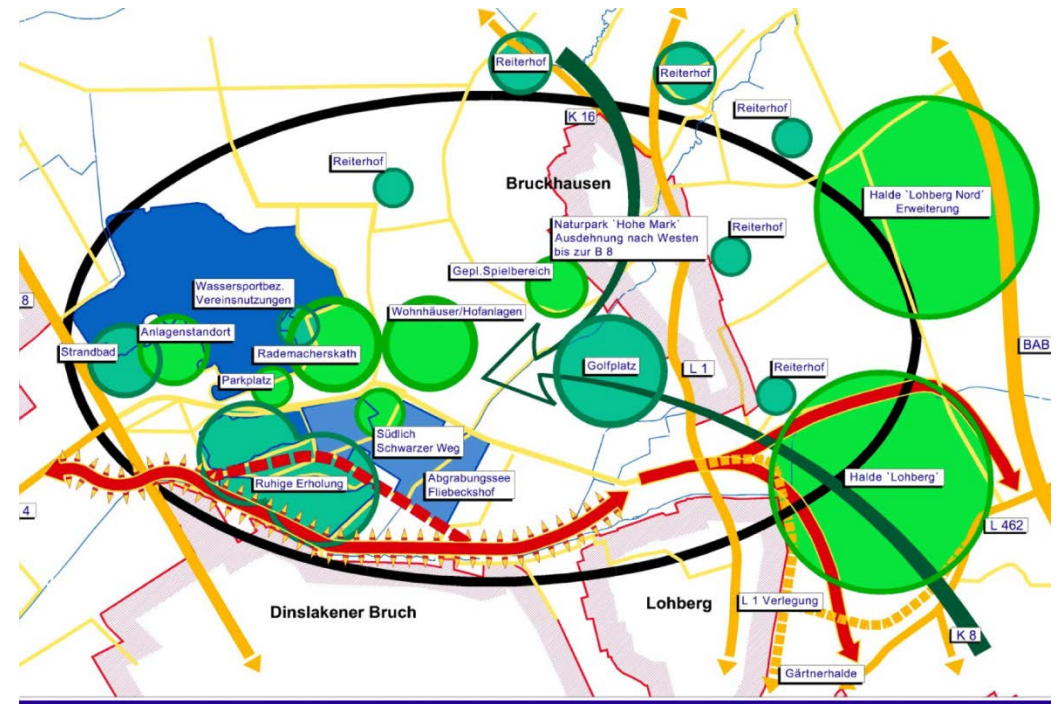 Reiterhof
Reiterhof
K 16
Reiterhof
Reiterhof
Bruckhausen
Halde `Lohberg Nord´
Erweiterung
Naturpark `Hohe Mark´
Ausdehnung nach Westen
bis zur B 8
Reiterhof
Gepl.Spielbereich
Wassersportbez.
Vereinsnutzungen
8
Wohnhäuser/Hofanlagen
Anlagenstandort
Strandbad
Rademacherskath
BAB
Golfplatz
L 1
Reiterhof
Parkplatz
Südlich
Schwarzer Weg
Ruhige Erholung
Abgrabungssee
Fliebeckshof
Halde `Lohberg´
4
L 462
L 1 Verlegung
Dinslakener Bruch
Lohberg
K 8
Gärtnerhalde